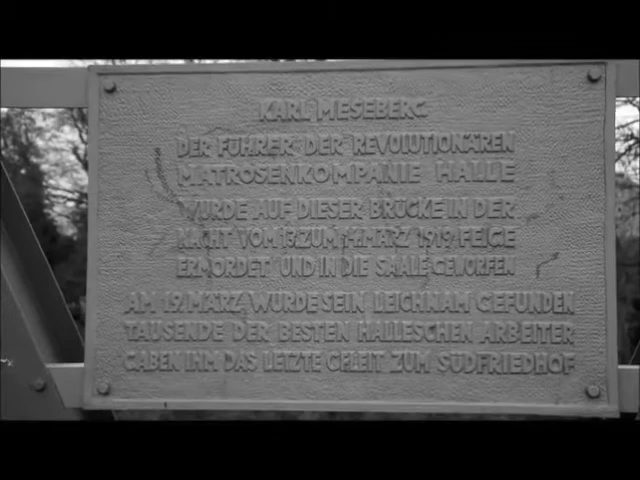 KARL MESEBERG
DER FÜHRER DER REVOLUTIONÄREN
MATROSENKOMPANIE HALLE
WURDE AUF DIESER BRÜCKE IN DER
NACHT VOM 13. ZUM 14. MÄRZ 1919 FEIGE
ERMORDET UND IN DIE SAALE GEWORFEN
AM 19. MÄRZ WURDE SEIN LEICHNAM GEFUNDEN
TAUSENDE DER BESTEN HALLESCHEN ARBEITER
GABEN IHM DAS LETZTE GELEIT ZUM SÜDFRIEDHOF